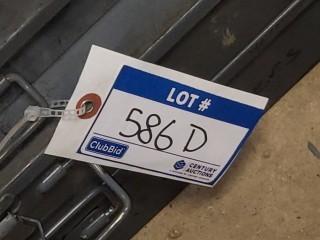 LOT #
586 D
ClubBid
CENTURY
AUCTIONS